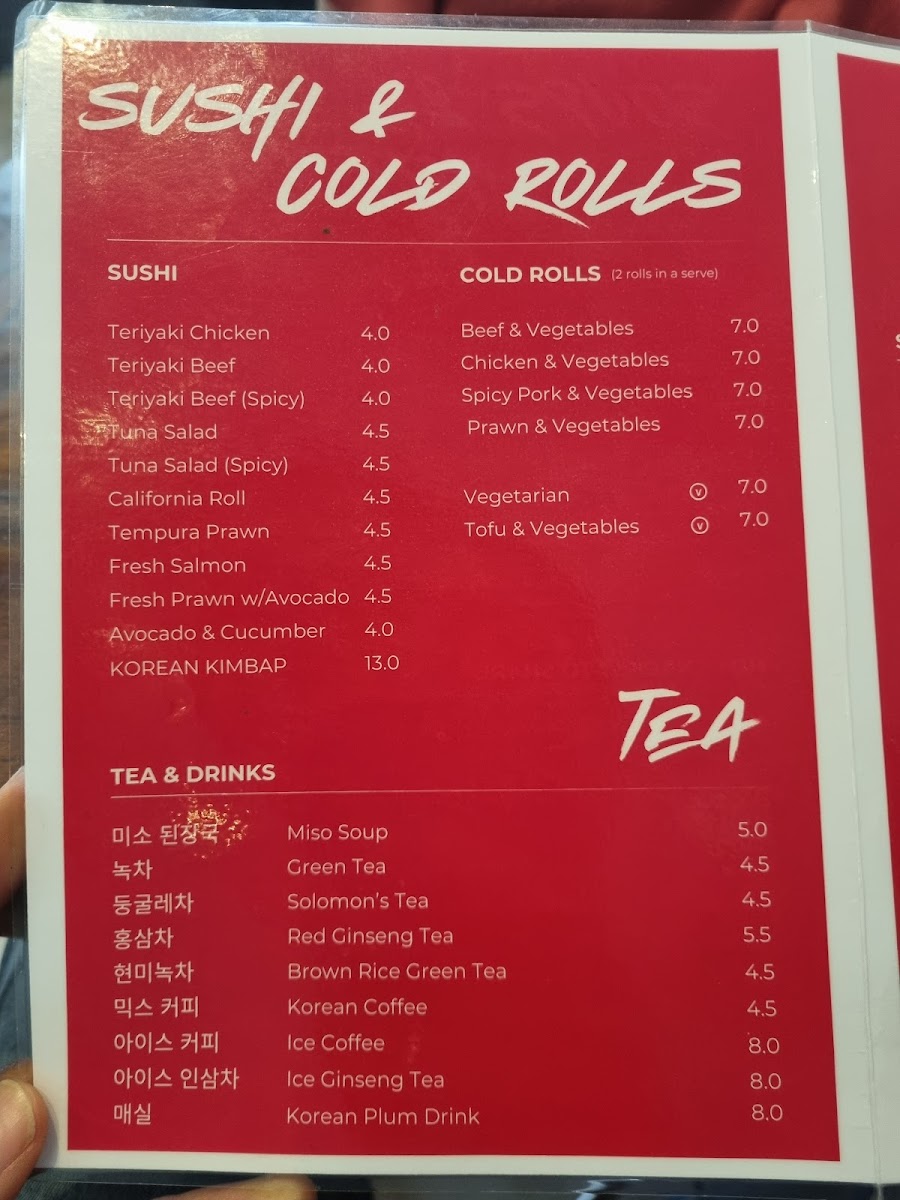 SUSHI &
COLD ROLLS
SUSHI
Teriyaki Chicken 4.0
Teriyaki Beef 4.0
Teriyaki Beef (Spicy) 4.0
Tuna Salad 4.5
Tuna Salad (Spicy) 4.5
California Roll 4.5
Tempura Prawn 4.5
Fresh Salmon 4.5
Fresh Prawn w/Avocado 4.5
Avocado & Cucumber 4.0
KOREAN KIMBAP 13.0
COLD ROLLS (2 rolls in a serve)
Beef & Vegetables 7.0
Chicken & Vegetables 7.0
Spicy Pork & Vegetables 7.0
Prawn & Vegetables 7.0
Vegetarian V 7.0
Tofu & Vegetables V 7.0
TEA
TEA & DRINKS
미소 된장국 Miso Soup 5.0
녹차 Green Tea 4.5
둥굴레차 Solomon's Tea 4.5
홍삼차 Red Ginseng Tea 5.5
현미녹차 Brown Rice Green Tea 4.5
믹스 커피 Korean Coffee 4.5
아이스 커피 Ice Coffee 8.0
아이스 인삼차 Ice Ginseng Tea 8.0
매실 Korean Plum Drink 8.0